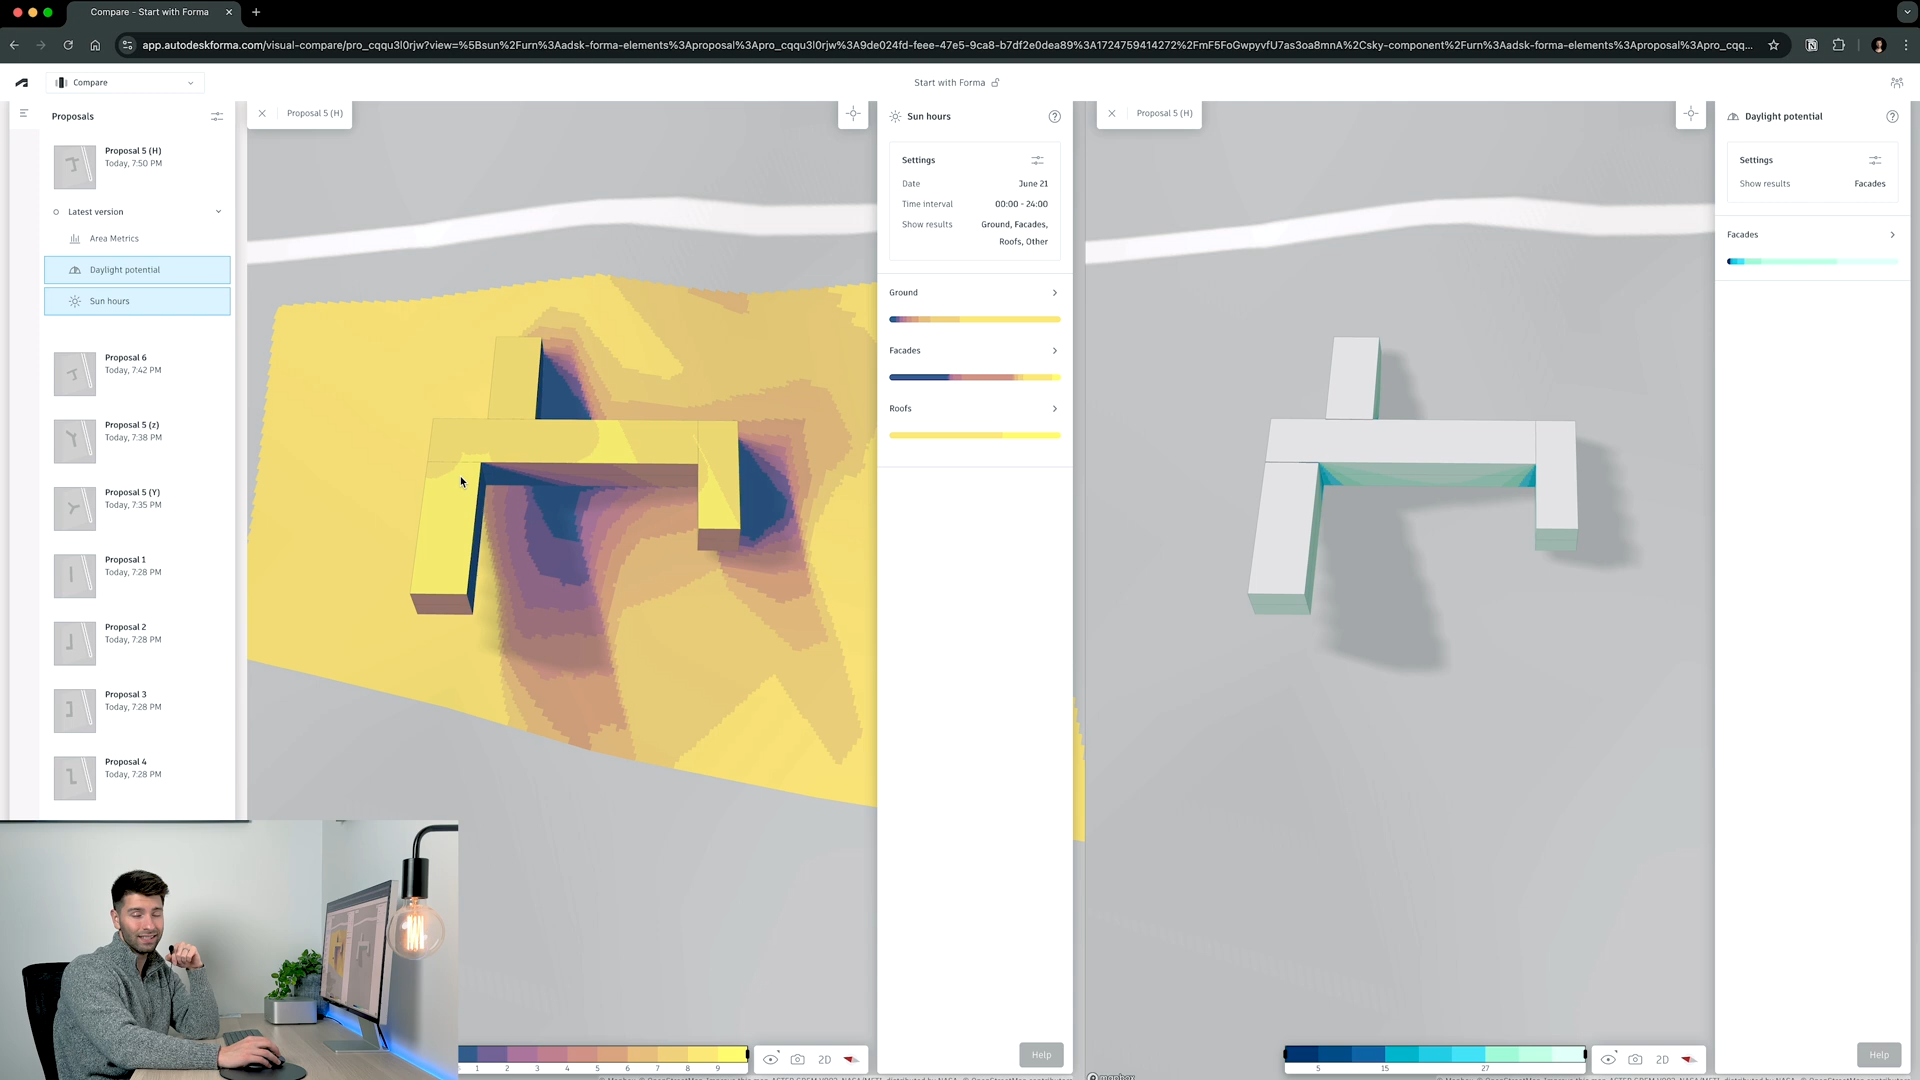 Compare - Start with Forma
app.autodeskforma.com/visual-compare/pro_cqqu3l0rjw?view=%5Bsun%2Furn%3Aadsk-forma-elements%3Aproposal%3Apro_cqqu3l0rjw%3A9de024fd-feee-47e5-9ca8-b7df2e0dea89%3A1724759414272%2FmF5FoGwpyvfU7as3oa8mnA%2Csky-component%2Furn%3Aadsk-forma-elements%3Aproposal%3Apro_cqq...
Compare
Start with Forma
Proposals
Proposal 5 (H)
Today, 7:50 PM
Latest version
Area Metrics
Daylight potential
Sun hours
Proposal 6
Today, 7:42 PM
Proposal 5 (z)
Today, 7:38 PM
Proposal 5 (Y)
Today, 7:35 PM
Proposal 1
Today, 7:28 PM
Proposal 2
Today, 7:28 PM
Proposal 3
Today, 7:28 PM
Proposal 4
Today, 7:28 PM
Proposal 5 (H)
Sun hours
Settings
Date June 21
Time interval 00:00 - 24:00
Show results Ground, Facades,
Roofs, Other
Ground
Facades
Roofs
1 2 3 4 5 6 7 8 9
2D
Help
Proposal 5 (H)
Daylight potential
Settings
Show results Facades
Facades
mapbox
5 15 27
2D
Help